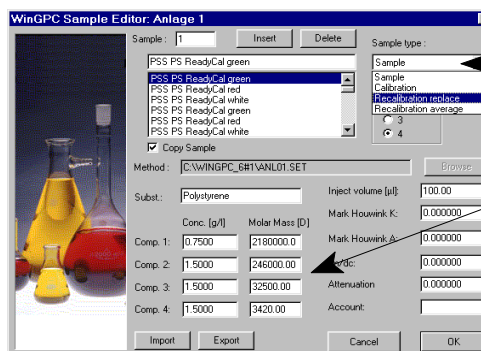 WinGPC Sample Editor: Anlage 1
Sample : 1 Insert Delete
Sample type :
PSS PS ReadyCal green
Sample
PSS PS ReadyCal green
PSS PS ReadyCal red
PSS PS ReadyCal white
PSS PS ReadyCal green
PSS PS ReadyCal red
PSS PS ReadyCal white
Sample
Calibration
Recalibration replace
Recalibration average
3
4
Copy Sample
Method : C:\WINGPC_6#1\ANL01.SET Browse
Subst.: Polystyrene
Inject volume [µl]: 100.00
Conc. [g/l] Molar Mass [D]
Mark Houwink K: 0.000000
Comp. 1: 0.7500 2180000.0
Mark Houwink A: 0.000000
Comp. 2: 1.5000 246000.00
/dc: 0.000000
Comp. 3: 1.5000 32500.00
Attenuation 0.000000
Comp. 4: 1.5000 3420.00
Account:
Import Export Cancel OK